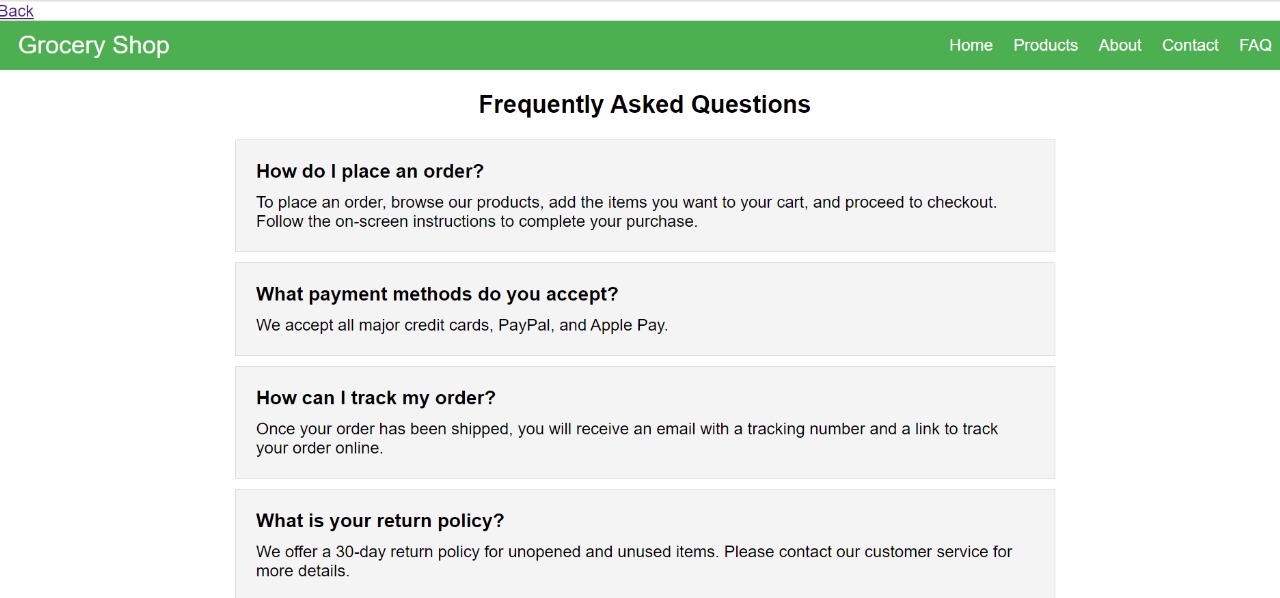 Back
Grocery Shop Home Products About Contact FAQ
Frequently Asked Questions
How do I place an order?
To place an order, browse our products, add the items you want to your cart, and proceed to checkout.
Follow the on-screen instructions to complete your purchase.
What payment methods do you accept?
We accept all major credit cards, PayPal, and Apple Pay.
How can I track my order?
Once your order has been shipped, you will receive an email with a tracking number and a link to track
your order online.
What is your return policy?
We offer a 30-day return policy for unopened and unused items. Please contact our customer service for
more details.